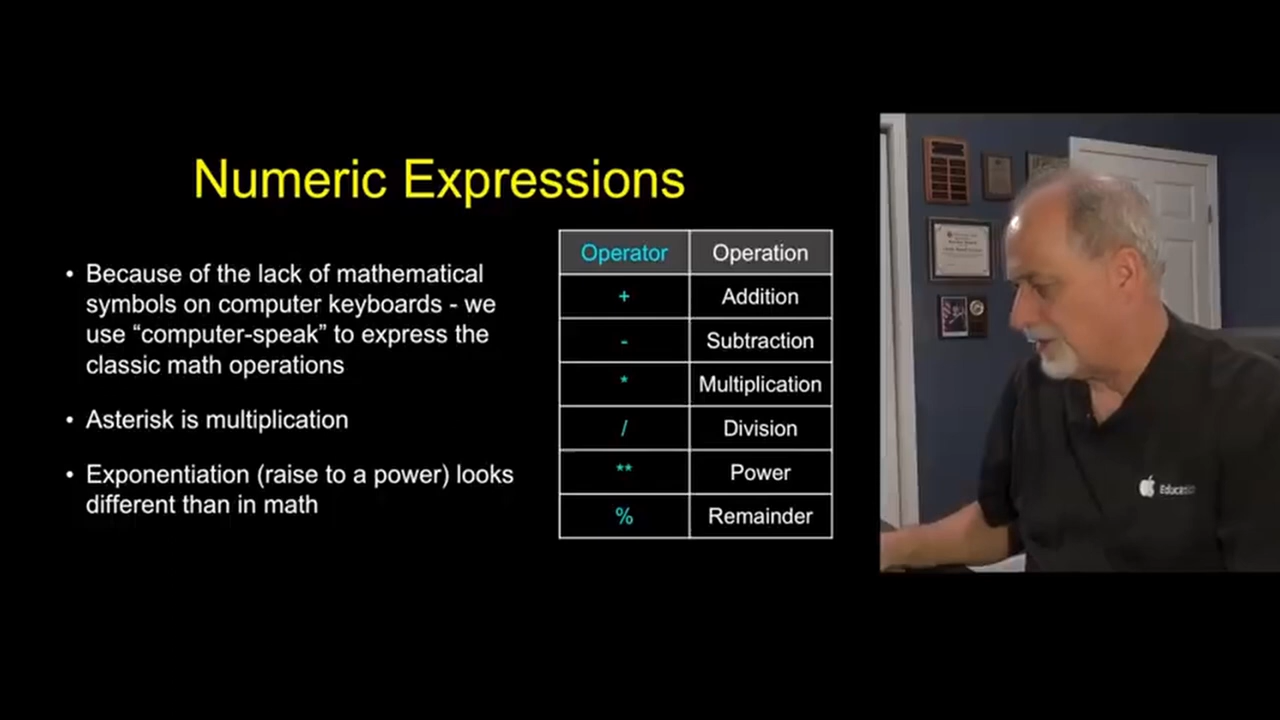 Numeric Expressions
• Because of the lack of mathematical
symbols on computer keyboards - we
use “computer-speak” to express the
classic math operations
• Asterisk is multiplication
• Exponentiation (raise to a power) looks
different than in math
Operator Operation
+ Addition
- Subtraction
* Multiplication
/ Division
** Power
% Remainder